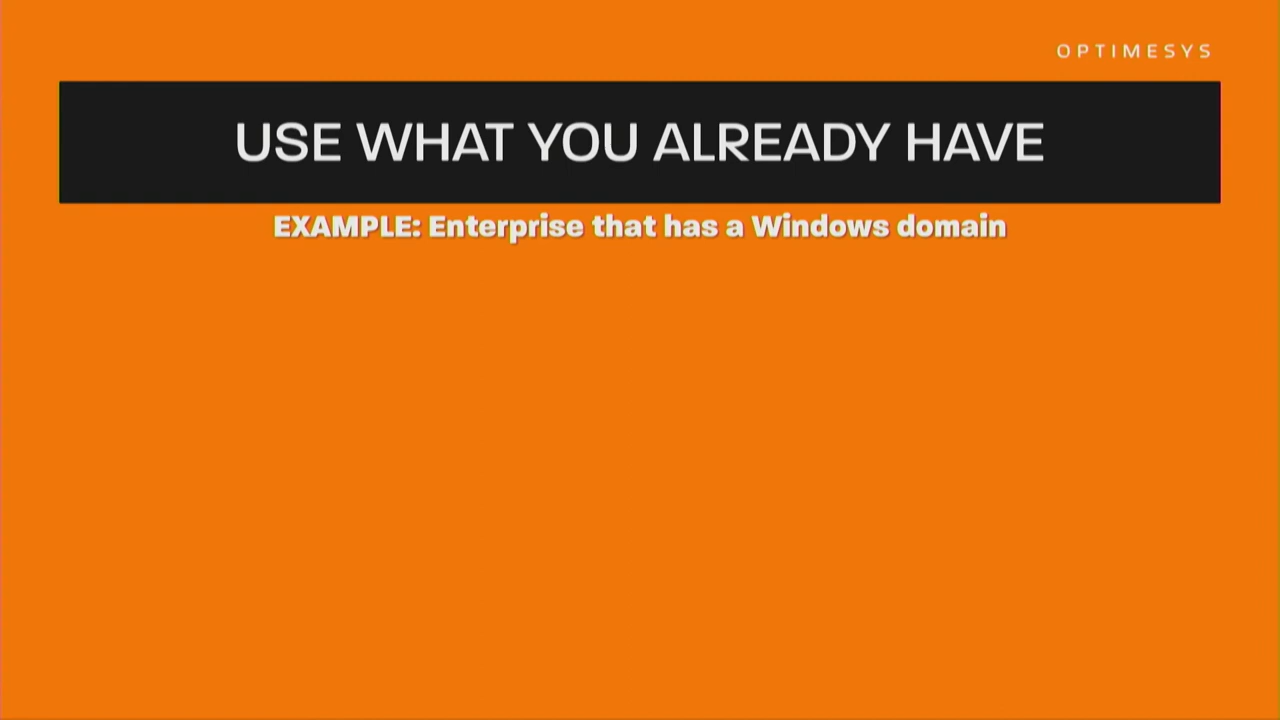 OPTIMESYS
USE WHAT YOU ALREADY HAVE
EXAMPLE: Enterprise that has a Windows domain